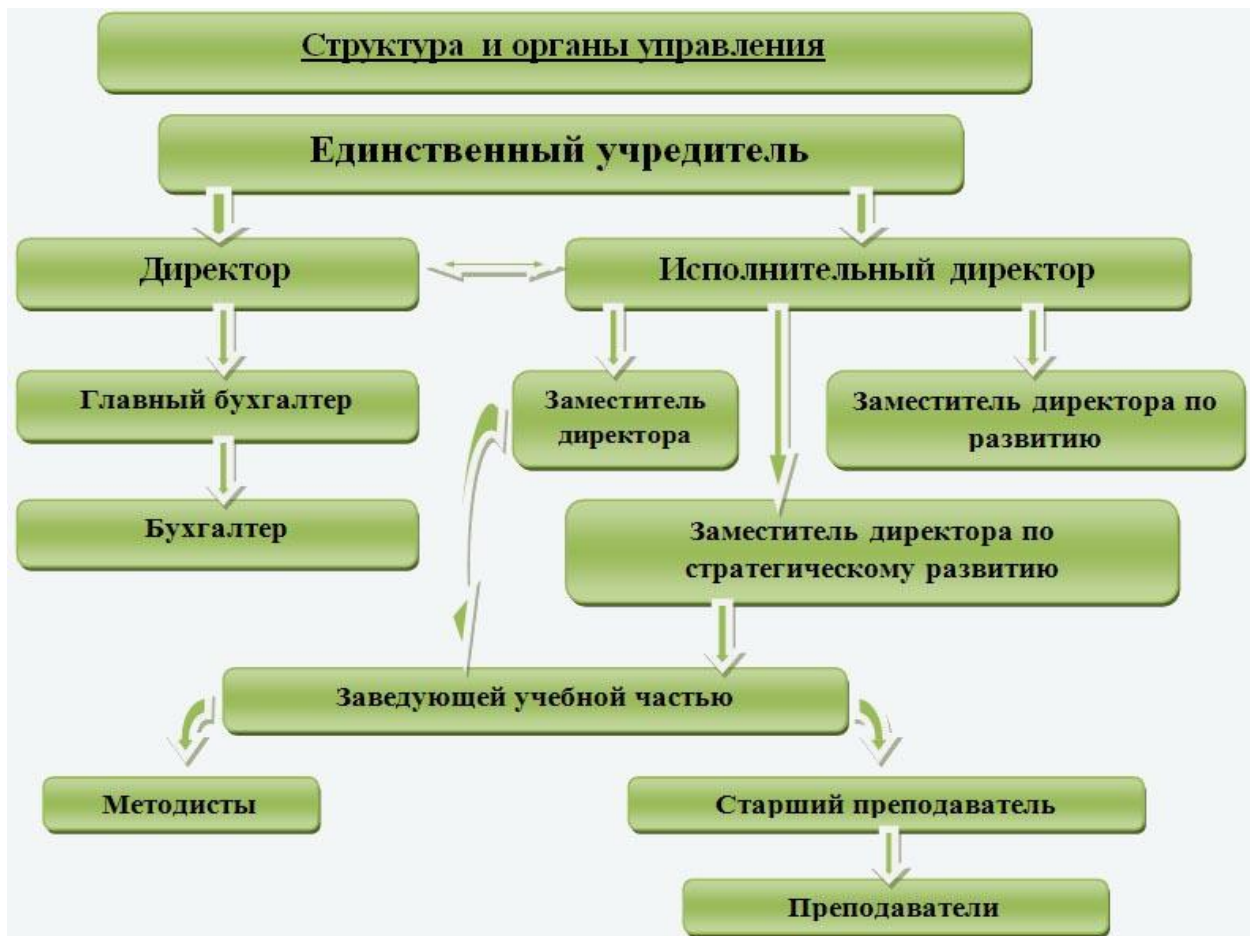 Структура и органы управления
Единственный учредитель
Директор
Исполнительный директор
Главный бухгалтер
Заместитель
директора
Заместитель директора по
развитию
Бухгалтер
Заместитель директора по
стратегическому развитию
Заведующей учебной частью
Методисты
Старший преподаватель
Преподаватели